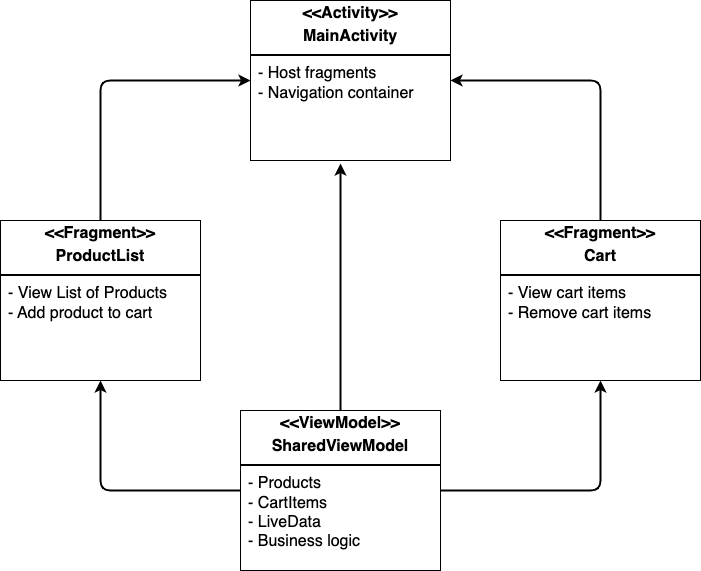 <<Activity>>
MainActivity
- Host fragments
- Navigation container
<<Fragment>>
ProductList
- View List of Products
- Add product to cart
<<Fragment>>
Cart
- View cart items
- Remove cart items
<<ViewModel>>
SharedViewModel
- Products
- CartItems
- LiveData
- Business logic